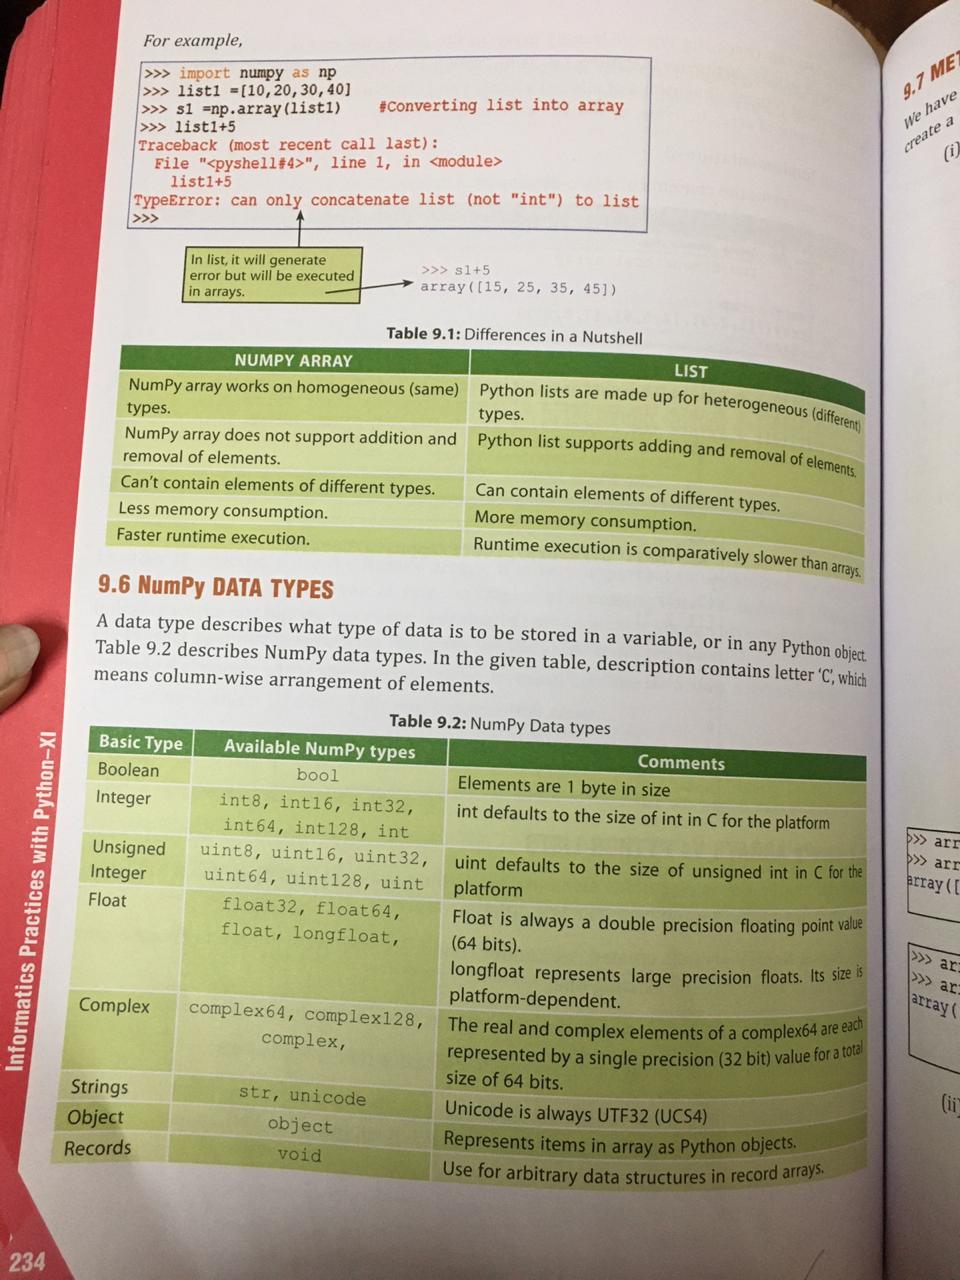 For example,
>>> import numpy as np
>>> list1 =[10,20,30,40]
>>> s1 =np.array(list1) #Converting list into array
>>> list1+5
Traceback (most recent call last):
File "<pyshell#4>", line 1, in <module>
list1+5
TypeError: can only concatenate list (not "int") to list
>>>
In list, it will generate
error but will be executed
in arrays.
>>> s1+5
array([15, 25, 35, 45])
Table 9.1: Differences in a Nutshell
NUMPY ARRAY LIST
NumPy array works on homogeneous (same)
types.
Python lists are made up for heterogeneous (different)
types.
NumPy array does not support addition and
removal of elements.
Python list supports adding and removal of elements.
Can't contain elements of different types.
Can contain elements of different types.
Less memory consumption.
More memory consumption.
Faster runtime execution.
Runtime execution is comparatively slower than arrays.
9.6 NumPy DATA TYPES
A data type describes what type of data is to be stored in a variable, or in any Python object.
Table 9.2 describes NumPy data types. In the given table, description contains letter 'C', which
means column-wise arrangement of elements.
Table 9.2: NumPy Data types
Basic Type Available NumPy types Comments
Boolean bool Elements are 1 byte in size
Integer int8, int16, int32,
int64, int128, int
int defaults to the size of int in C for the platform
Unsigned
Integer
uint8, uint16, uint32,
uint64, uint128, uint
uint defaults to the size of unsigned int in C for the
platform
Float float32, float64,
float, longfloat,
Float is always a double precision floating point value
(64 bits).
longfloat represents large precision floats. Its size is
platform-dependent.
Complex complex64, complex128,
complex,
The real and complex elements of a complex64 are each
represented by a single precision (32 bit) value for a total
size of 64 bits.
Strings str, unicode Unicode is always UTF32 (UCS4)
Object object Represents items in array as Python objects.
Records void Use for arbitrary data structures in record arrays.
Informatics Practices with Python–XI
234
9.7 MET
We have
create a
(i)
>>> arr
>>> arr
array([
>>> ar
>>> ar
array(
(ii